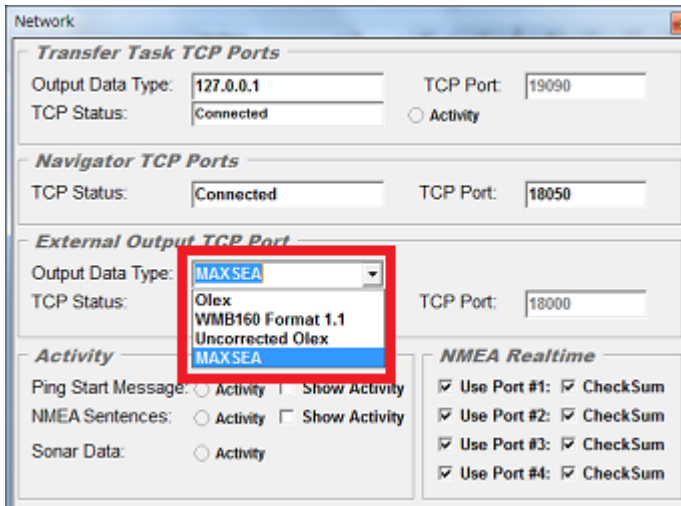 Network
Transfer Task TCP Ports
Output Data Type: 127.0.0.1 TCP Port: 19090
TCP Status: Connected Activity
Navigator TCP Ports
TCP Status: Connected TCP Port: 18050
External Output TCP Port
Output Data Type: MAXSEA
TCP Status: TCP Port: 18000
Olex
WMB160 Format 1.1
Uncorrected Olex
MAXSEA
Activity
Ping Start Message: Activity Show Activity
NMEA Sentences: Activity Show Activity
Sonar Data: Activity
NMEA Realtime
Use Port #1: CheckSum
Use Port #2: CheckSum
Use Port #3: CheckSum
Use Port #4: CheckSum